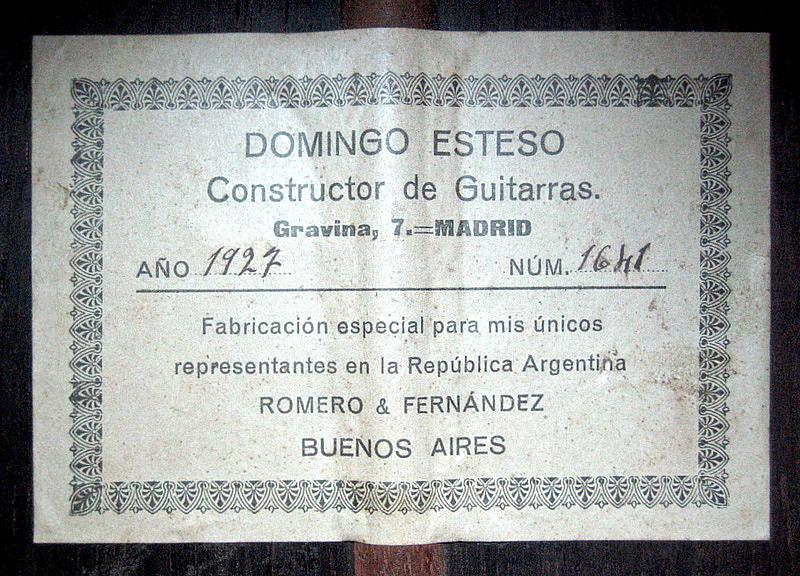 DOMINGO ESTESO
Constructor de Guitarras.
Gravina, 7.=MADRID
AÑO 1927 NÚM. 1641
Fabricación especial para mis únicos
representantes en la República Argentina
ROMERO & FERNÁNDEZ
BUENOS AIRES